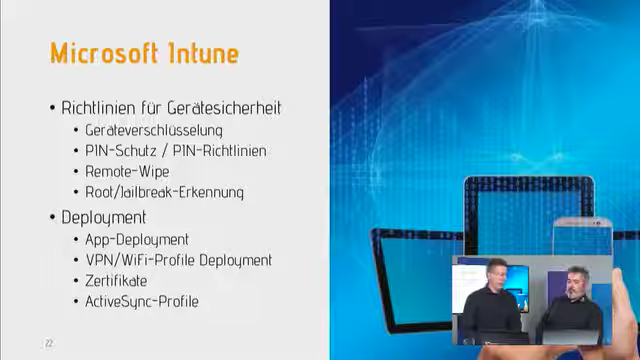 Microsoft Intune
• Richtlinien für Gerätesicherheit
• Geräteverschlüsselung
• PIN-Schutz / PIN-Richtlinien
• Remote-Wipe
• Root/Jailbreak-Erkennung
• Deployment
• App-Deployment
• VPN/WiFi-Profile Deployment
• Zertifikate
• ActiveSync-Profile
22